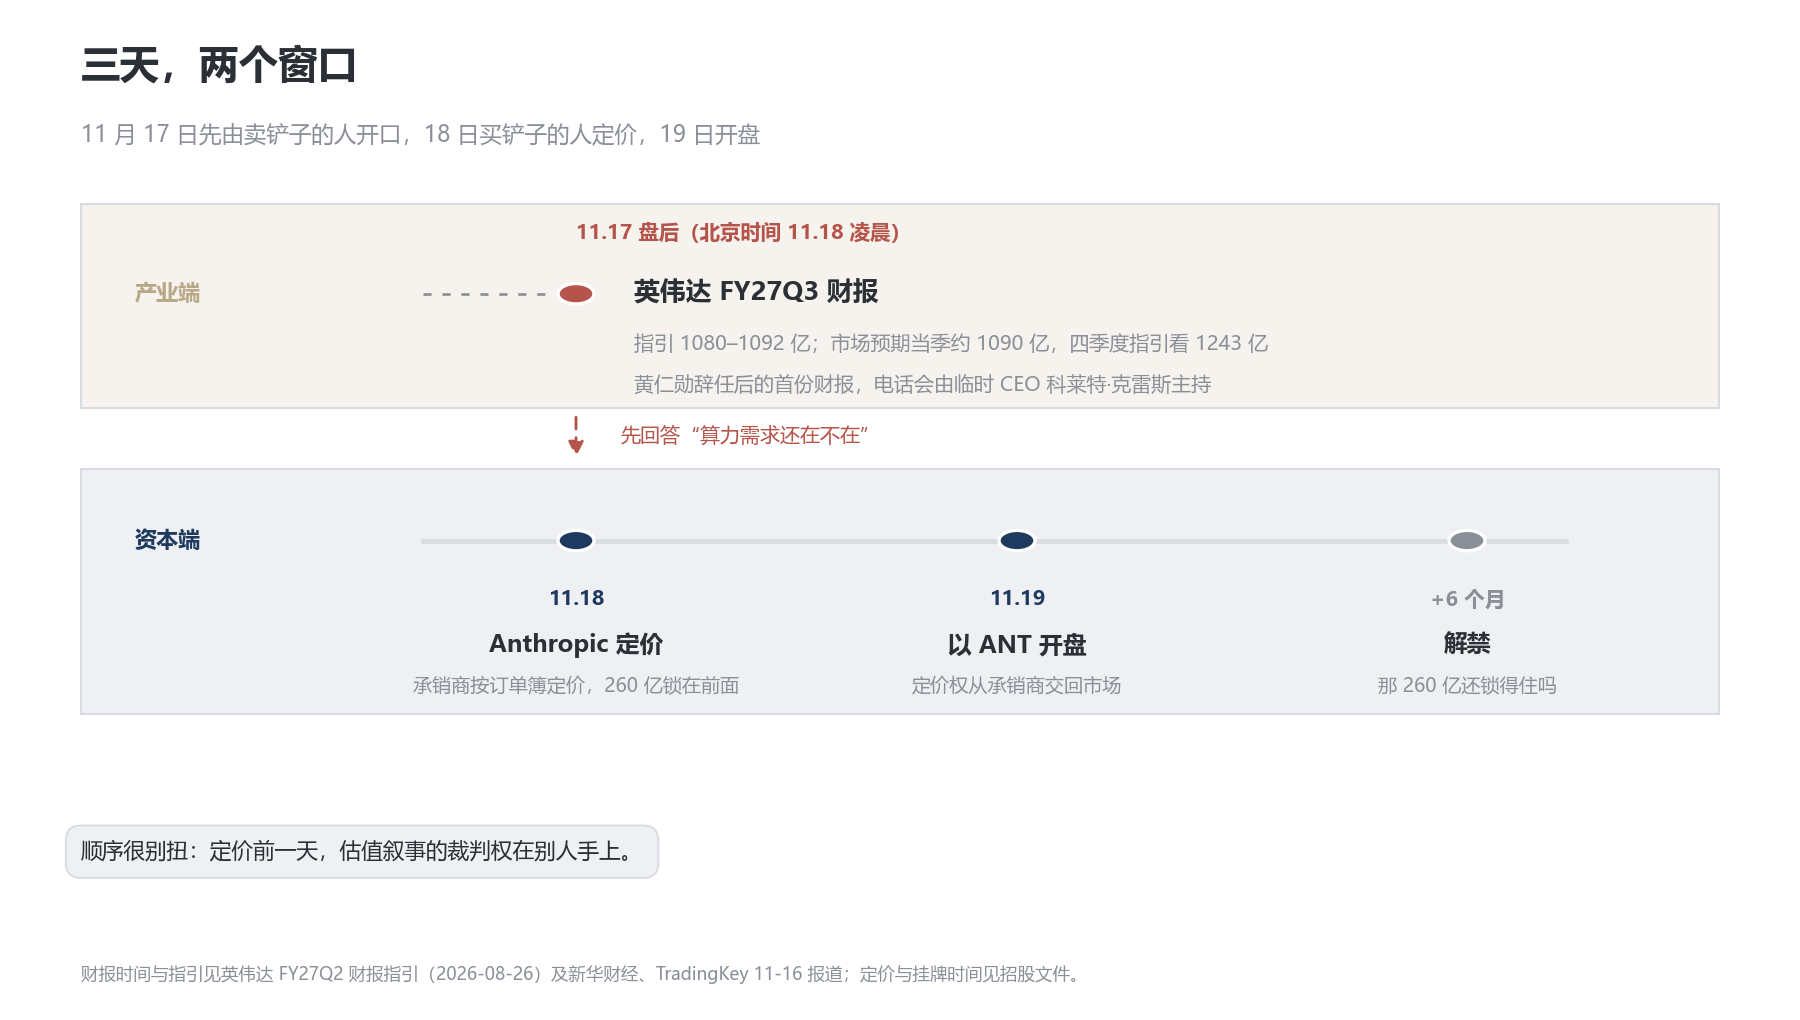 三天，两个窗口
11 月 17 日先由卖铲子的人开口，18 日买铲子的人定价，19 日开盘
11.17 盘后（北京时间 11.18 凌晨）
产业端
英伟达 FY27Q3 财报
指引 1080–1092 亿；市场预期当季约 1090 亿，四季度指引看 1243 亿
黄仁勋辞任后的首份财报，电话会由临时 CEO 科莱特·克雷斯主持
先回答“算力需求还在不在”
资本端
11.18
11.19
+6 个月
Anthropic 定价
以 ANT 开盘
解禁
承销商按订单簿定价，260 亿锁在前面
定价权从承销商交回市场
那 260 亿还锁得住吗
顺序很别扭：定价前一天，估值叙事的裁判权在别人手上。
财报时间与指引见英伟达 FY27Q2 财报指引（2026-08-26）及新华财经、TradingKey 11-16 报道；定价与挂牌时间见招股文件。